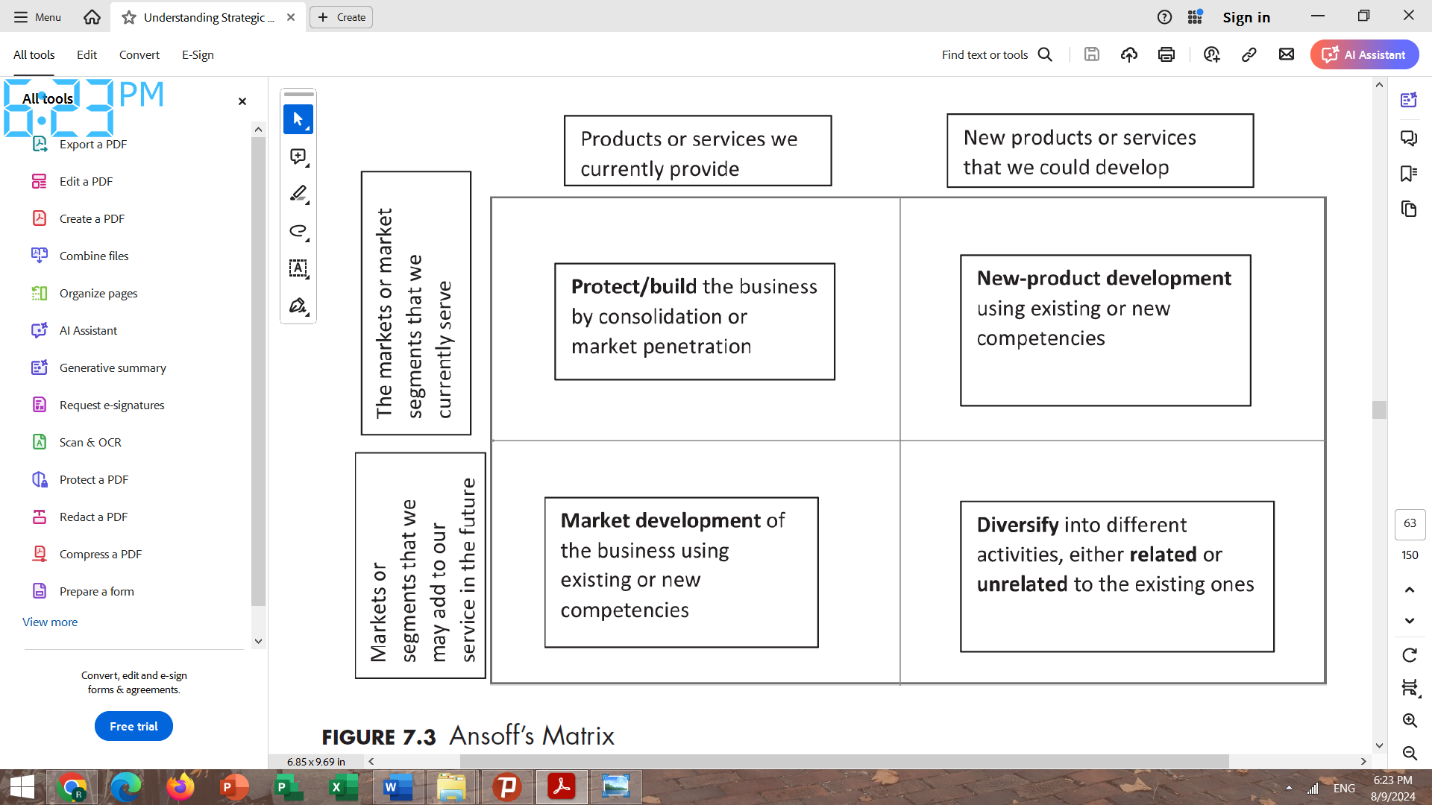 Menu
Understanding Strategic ...
Create
Sign in
All tools
Edit
Convert
E-Sign
Find text or tools
AI Assistant
All tools
6:23 PM
Export a PDF
Edit a PDF
Create a PDF
Combine files
Organize pages
AI Assistant
Generative summary
Request e-signatures
Scan & OCR
Protect a PDF
Redact a PDF
Compress a PDF
Prepare a form
View more
Convert, edit and e-sign
forms & agreements.
Free trial
Products or services we
currently provide
New products or services
that we could develop
The markets or market
segments that we
currently serve
Protect/build the business
by consolidation or
market penetration
New-product development
using existing or new
competencies
Markets or
segments that we
may add to our
service in the future
Market development of
the business using
existing or new
competencies
Diversify into different
activities, either related or
unrelated to the existing ones
FIGURE 7.3 Ansoff's Matrix
6.85 x 9.69 in
63
150
ENG
6:23 PM
8/9/2024